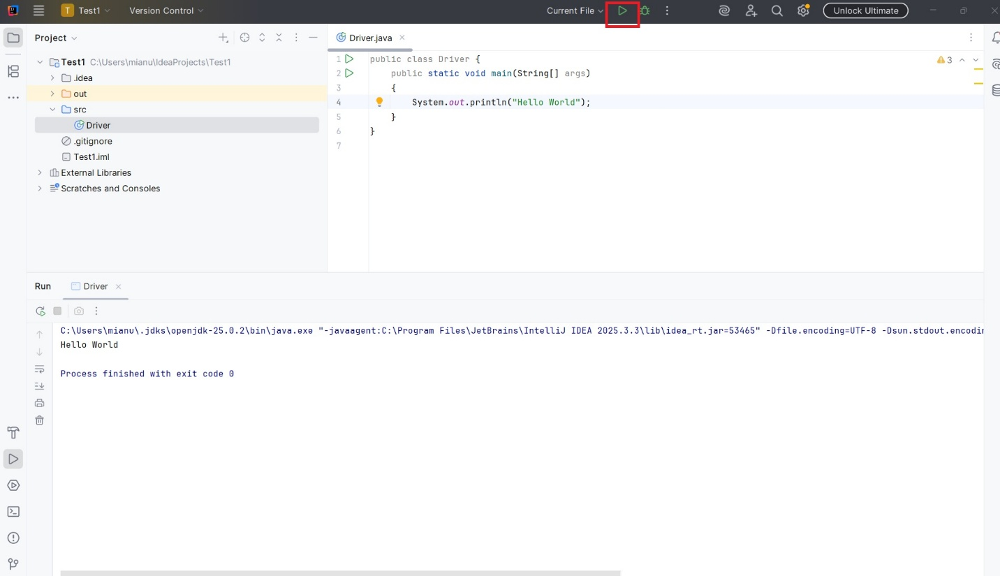 T Test1 Version Control Current File Unlock Ultimate
Project
Driver.java
Test1 C:\Users\mianu\IdeaProjects\Test1
.idea
out
src
Driver
.gitignore
Test1.iml
External Libraries
Scratches and Consoles
1 public class Driver {
2 public static void main(String[] args)
3 {
4 System.out.println("Hello World");
5 }
6 }
7
3
Run Driver
C:\Users\mianu\.jdks\openjdk-25.0.2\bin\java.exe "-javaagent:C:\Program Files\JetBrains\IntelliJ IDEA 2025.3.3\lib\idea_rt.jar=53465" -Dfile.encoding=UTF-8 -Dsun.stdout.encodin
Hello World
Process finished with exit code 0